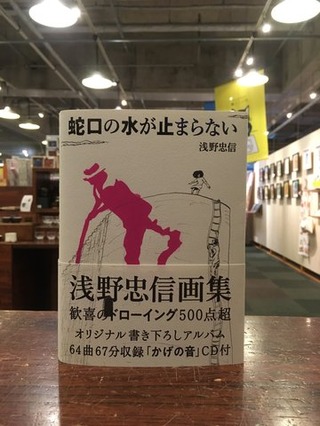 蛇口の水が止まらない
浅野忠信
浅野忠信画集
歓喜のドローイング500点超
オリジナル書き下ろしアルバム
64曲67分収録「かげの音」CD付